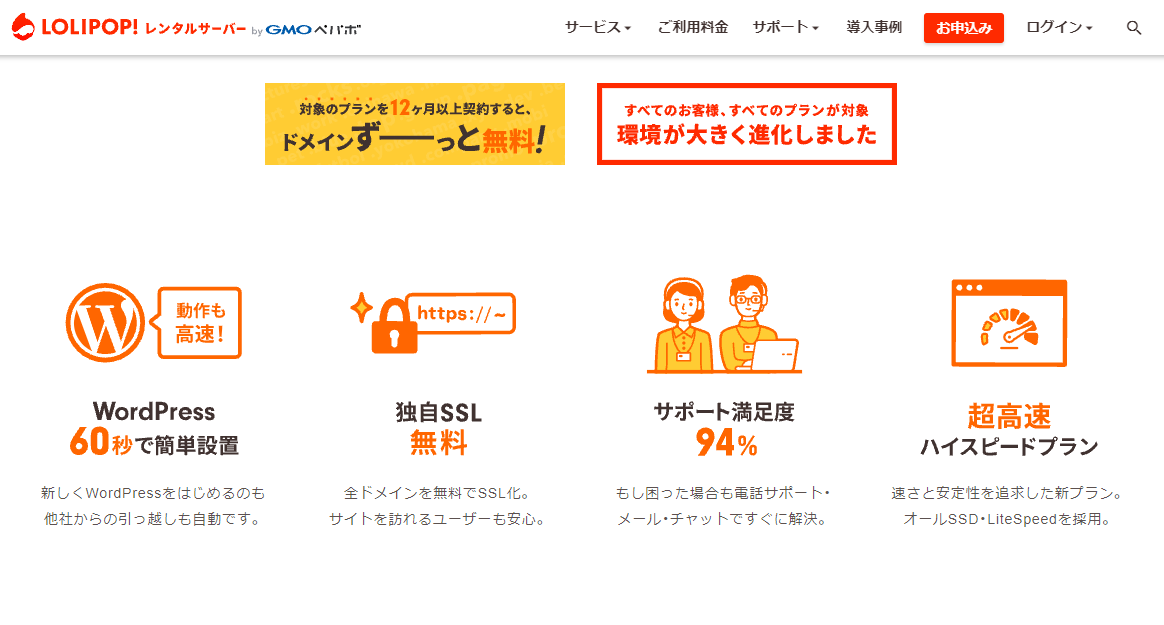 LOLIPOP! レンタルサーバー by GMOペパボ
サービス ご利用料金 サポート 導入事例 お申込み ログイン
対象のプランを12ヶ月以上契約すると、
ドメインずーーっと無料!
すべてのお客様、すべてのプランが対象
環境が大きく進化しました
動作も
高速!
https://~
WordPress
60秒で簡単設置
新しくWordPressをはじめるのも
他社からの引っ越しも自動です。
独自SSL
無料
全ドメインを無料でSSL化。
サイトを訪れるユーザーも安心。
サポート満足度
94%
もし困った場合も電話サポート・
メール・チャットですぐに解決。
超高速
ハイスピードプラン
速さと安定性を追求した新プラン。
オールSSD・LiteSpeedを採用。